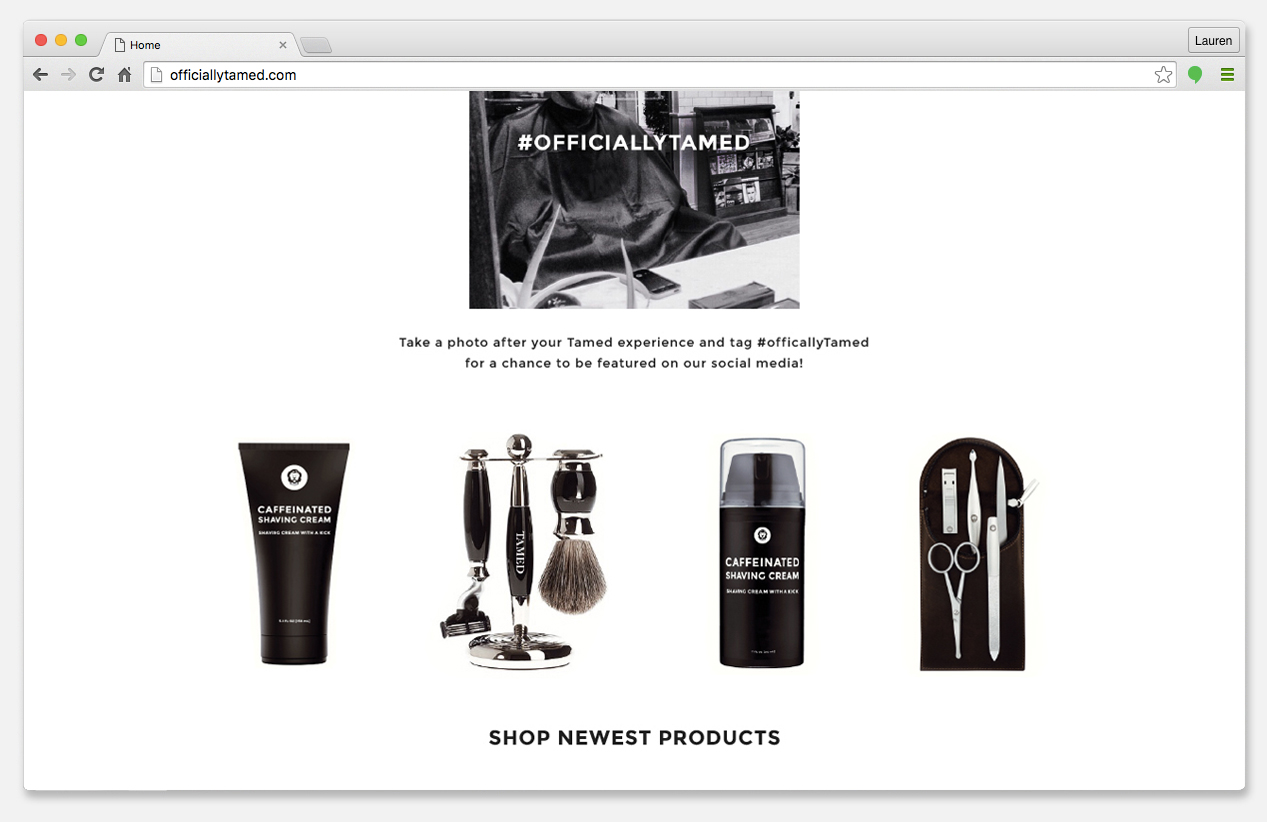 Home
Lauren
officiallytamed.com
#OFFICIALLYTAMED
Take a photo after your Tamed experience and tag #officallyTamed
for a chance to be featured on our social media!
CAFFEINATED
SHAVING CREAM
SHAVING CREAM WITH A KICK
TAMED
CAFFEINATED
SHAVING CREAM
SHAVING CREAM WITH A KICK
SHOP NEWEST PRODUCTS